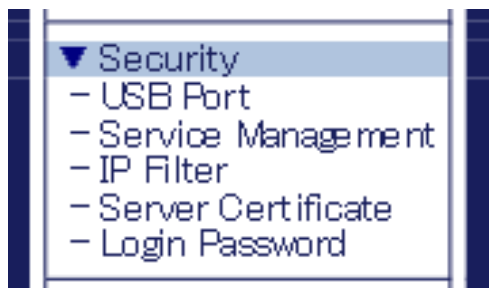 ▼ Security
- USB Port
- Service Management
- IP Filter
- Server Certificate
- Login Password